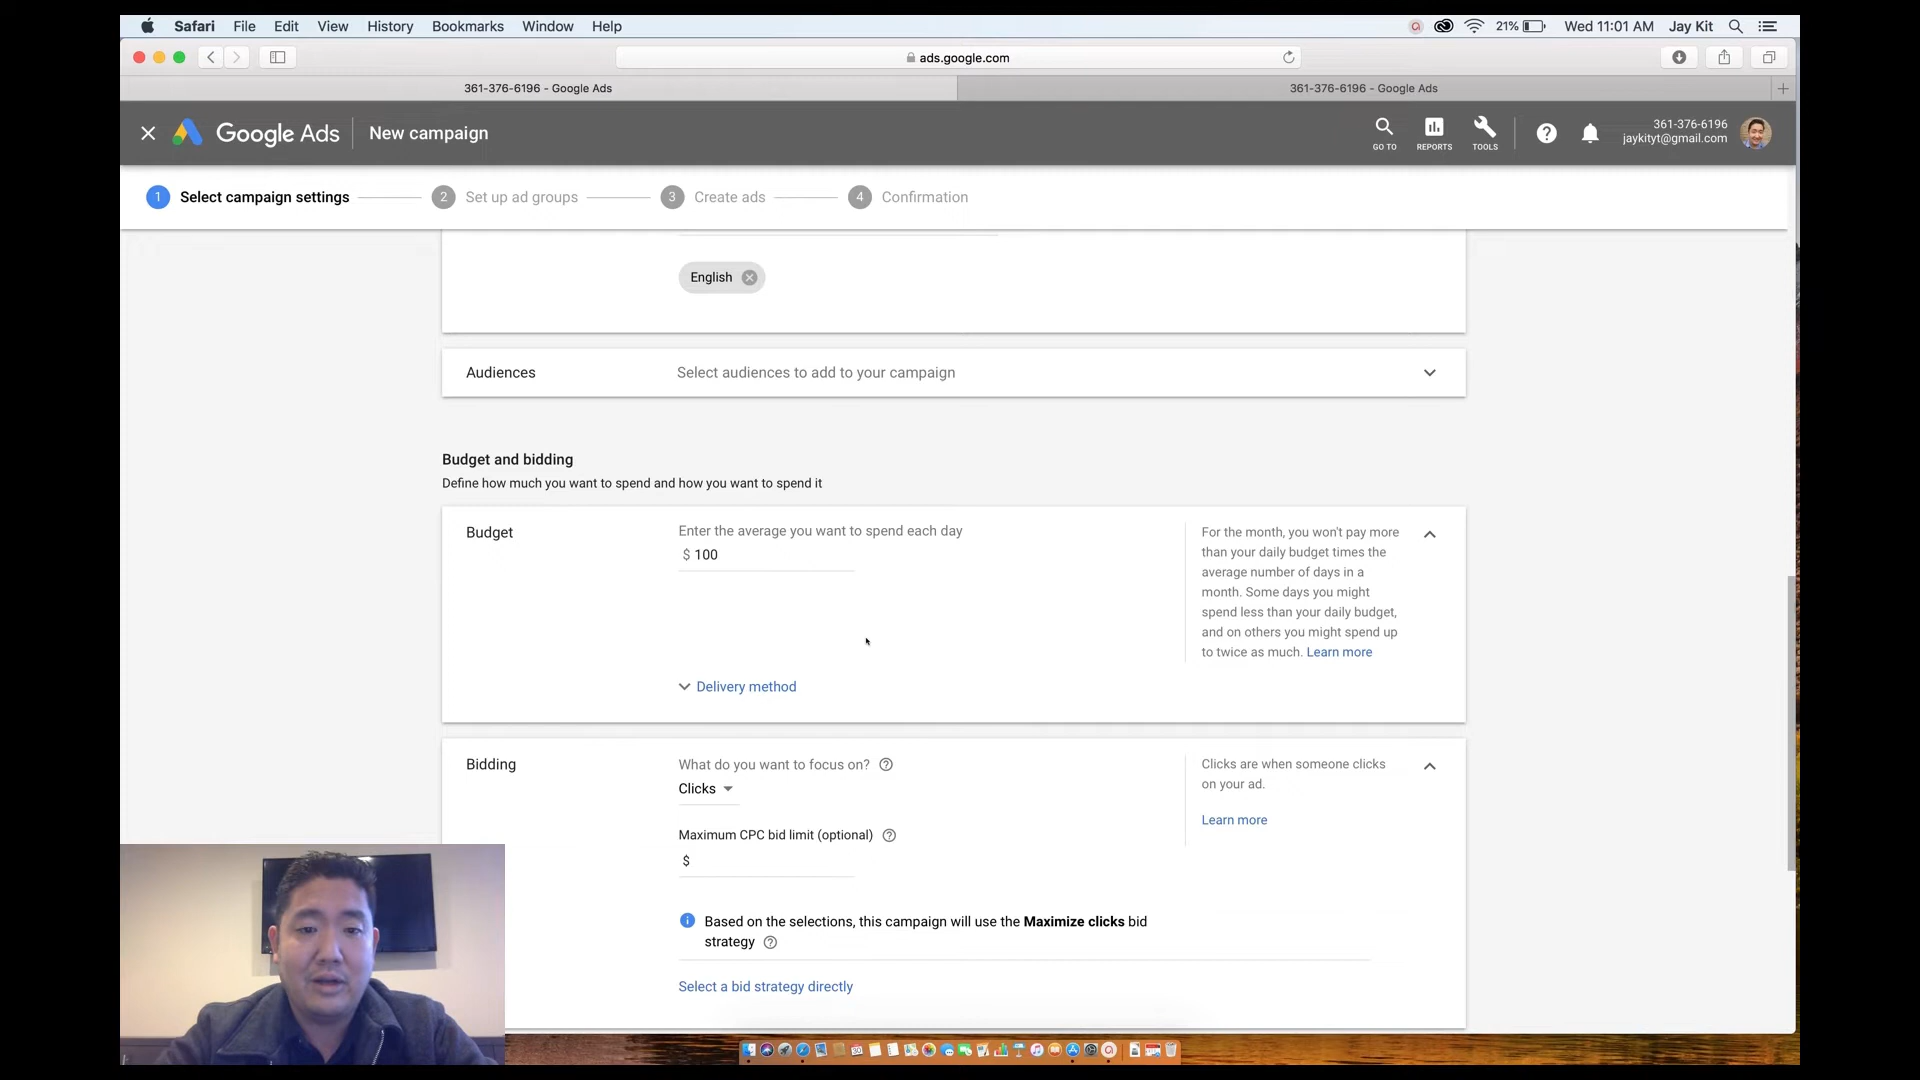 Safari File Edit View History Bookmarks Window Help 21% Wed 11:01 AM Jay Kit
ads.google.com
361-376-6196 - Google Ads 361-376-6196 - Google Ads
Google Ads New campaign GO TO REPORTS TOOLS 361-376-6196
jaykityt@gmail.com
1 Select campaign settings 2 Set up ad groups 3 Create ads 4 Confirmation
English
Audiences Select audiences to add to your campaign
Budget and bidding
Define how much you want to spend and how you want to spend it
Budget
Enter the average you want to spend each day
$ 100
Delivery method
For the month, you won't pay more
than your daily budget times the
average number of days in a
month. Some days you might
spend less than your daily budget,
and on others you might spend up
to twice as much. Learn more
Bidding
What do you want to focus on?
Clicks
Maximum CPC bid limit (optional)
$
Based on the selections, this campaign will use the Maximize clicks bid
strategy
Select a bid strategy directly
Clicks are when someone clicks
on your ad.
Learn more